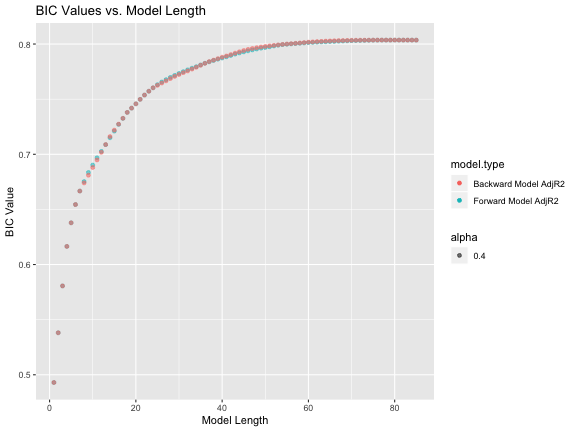 BIC Values vs. Model Length
0.8
0.7
0.6
0.5
BIC Value
0
20
40
60
80
Model Length
model.type
Backward Model AdjR2
Forward Model AdjR2
alpha
0.4